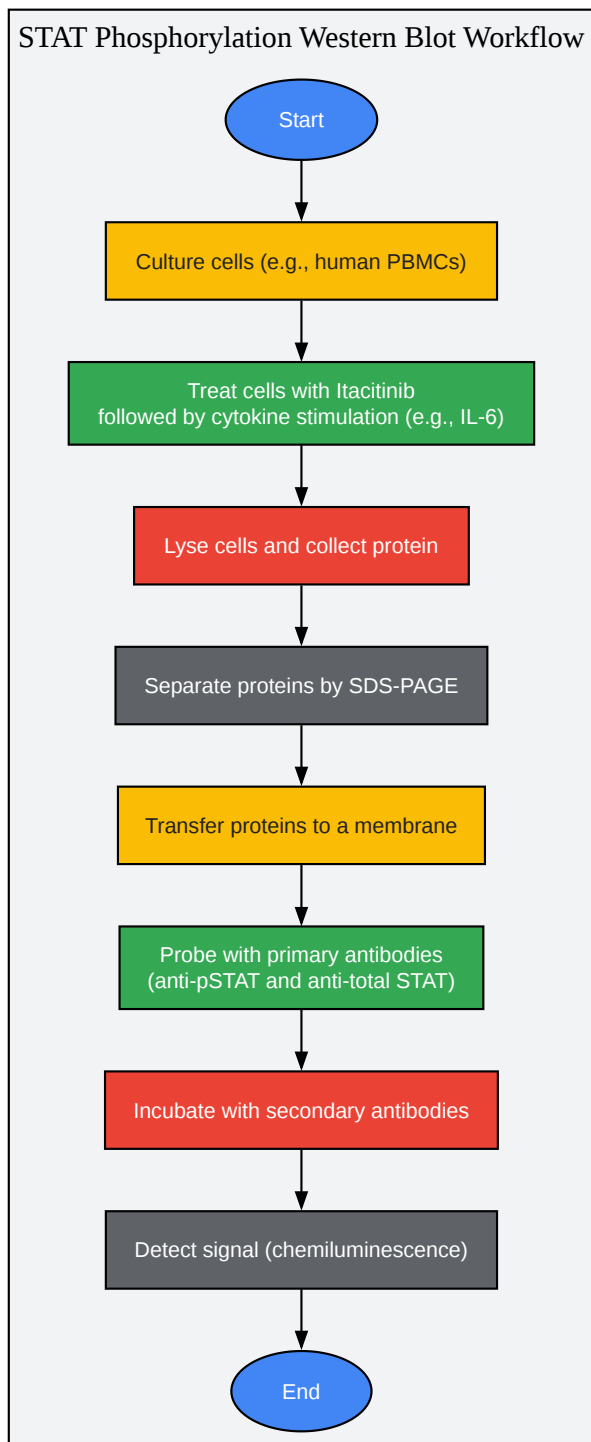 STAT Phosphorylation Western Blot Workflow
Start
Culture cells (e.g., human PBMCs)
Treat cells with Itacitinib
followed by cytokine stimulation (e.g., IL-6)
Lyse cells and collect protein
Separate proteins by SDS-PAGE
Transfer proteins to a membrane
Probe with primary antibodies
(anti-pSTAT and anti-total STAT)
Incubate with secondary antibodies
Detect signal (chemiluminescence)
End